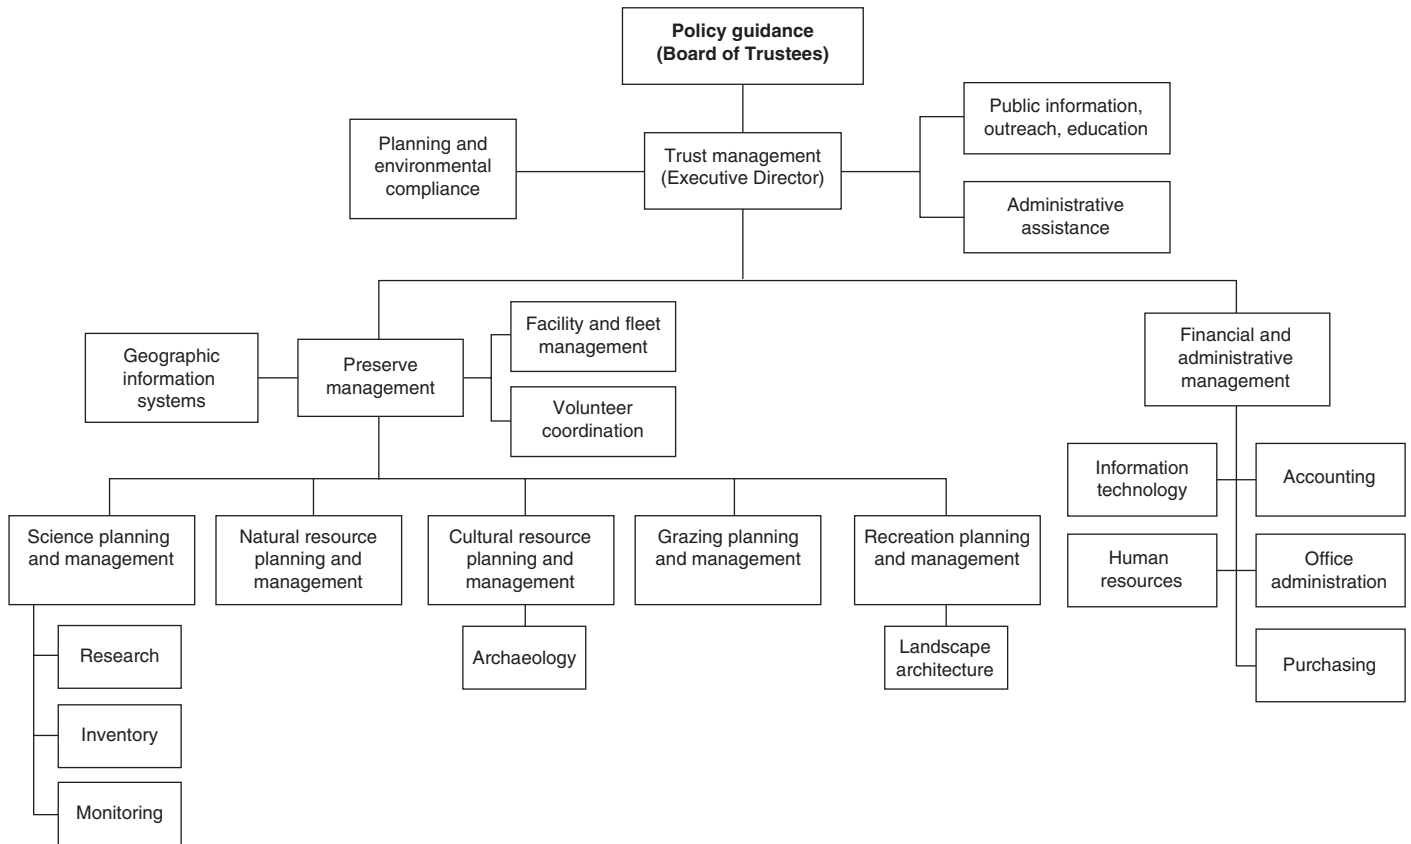 Policy guidance
(Board of Trustees)
Public information,
outreach, education
Planning and
environmental
compliance
Trust management
(Executive Director)
Administrative
assistance
Facility and fleet
management
Geographic
information
systems
Preserve
management
Financial and
administrative
management
Volunteer
coordination
Information
technology
Accounting
Science planning
and management
Natural resource
planning and
management
Cultural resource
planning and
management
Grazing planning
and management
Recreation planning
and management
Human
resources
Office
administration
Research
Archaeology
Landscape
architecture
Purchasing
Inventory
Monitoring